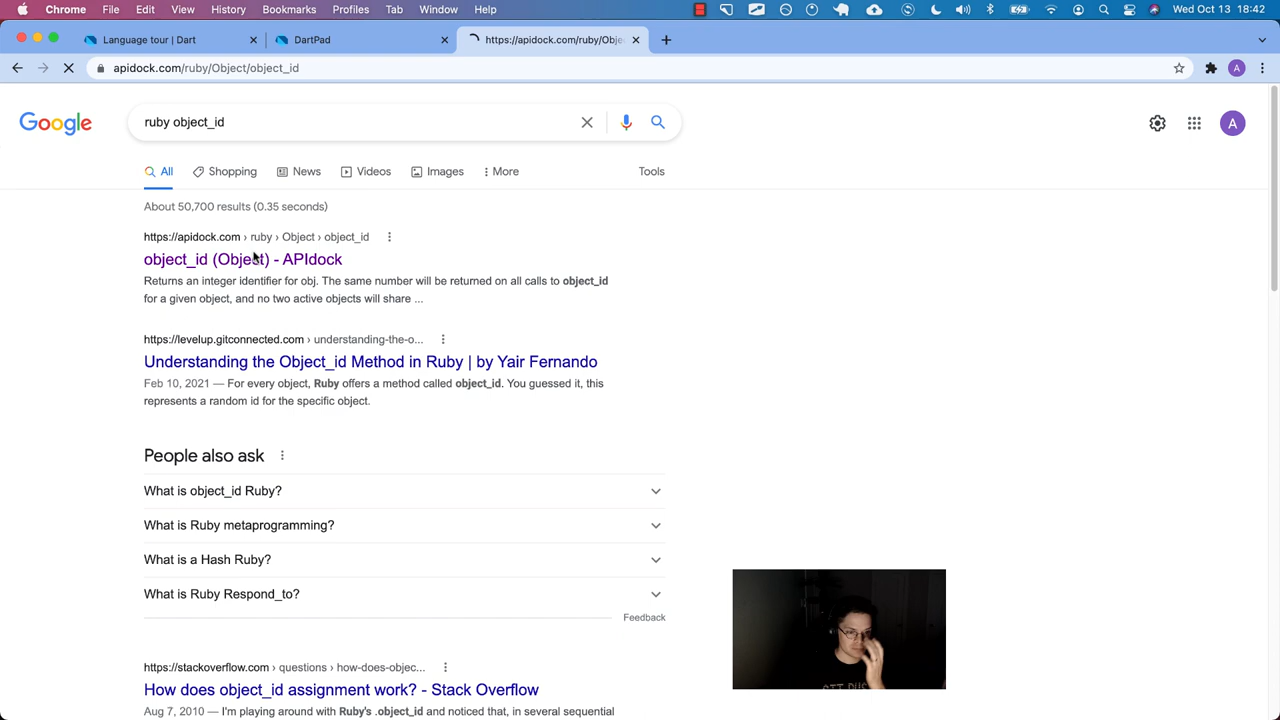 Chrome File Edit View History Bookmarks Profiles Tab Window Help Wed Oct 13 18:42
Language tour | Dart DartPad https://apidock.com/ruby/Obje
apidock.com/ruby/Object/object_id A
Google ruby object_id A
All Shopping News Videos Images More Tools
About 50,700 results (0.35 seconds)
https://apidock.com › ruby › Object › object_id
object_id (Object) - APIdock
Returns an integer identifier for obj. The same number will be returned on all calls to object_id
for a given object, and no two active objects will share ...
https://levelup.gitconnected.com › understanding-the-o...
Understanding the Object_id Method in Ruby | by Yair Fernando
Feb 10, 2021 — For every object, Ruby offers a method called object_id. You guessed it, this
represents a random id for the specific object.
People also ask
What is object_id Ruby?
What is Ruby metaprogramming?
What is a Hash Ruby?
What is Ruby Respond_to?
Feedback
https://stackoverflow.com › questions › how-does-objec...
How does object_id assignment work? - Stack Overflow
Aug 7, 2010 — I'm playing around with Ruby's .object_id and noticed that, in several sequential